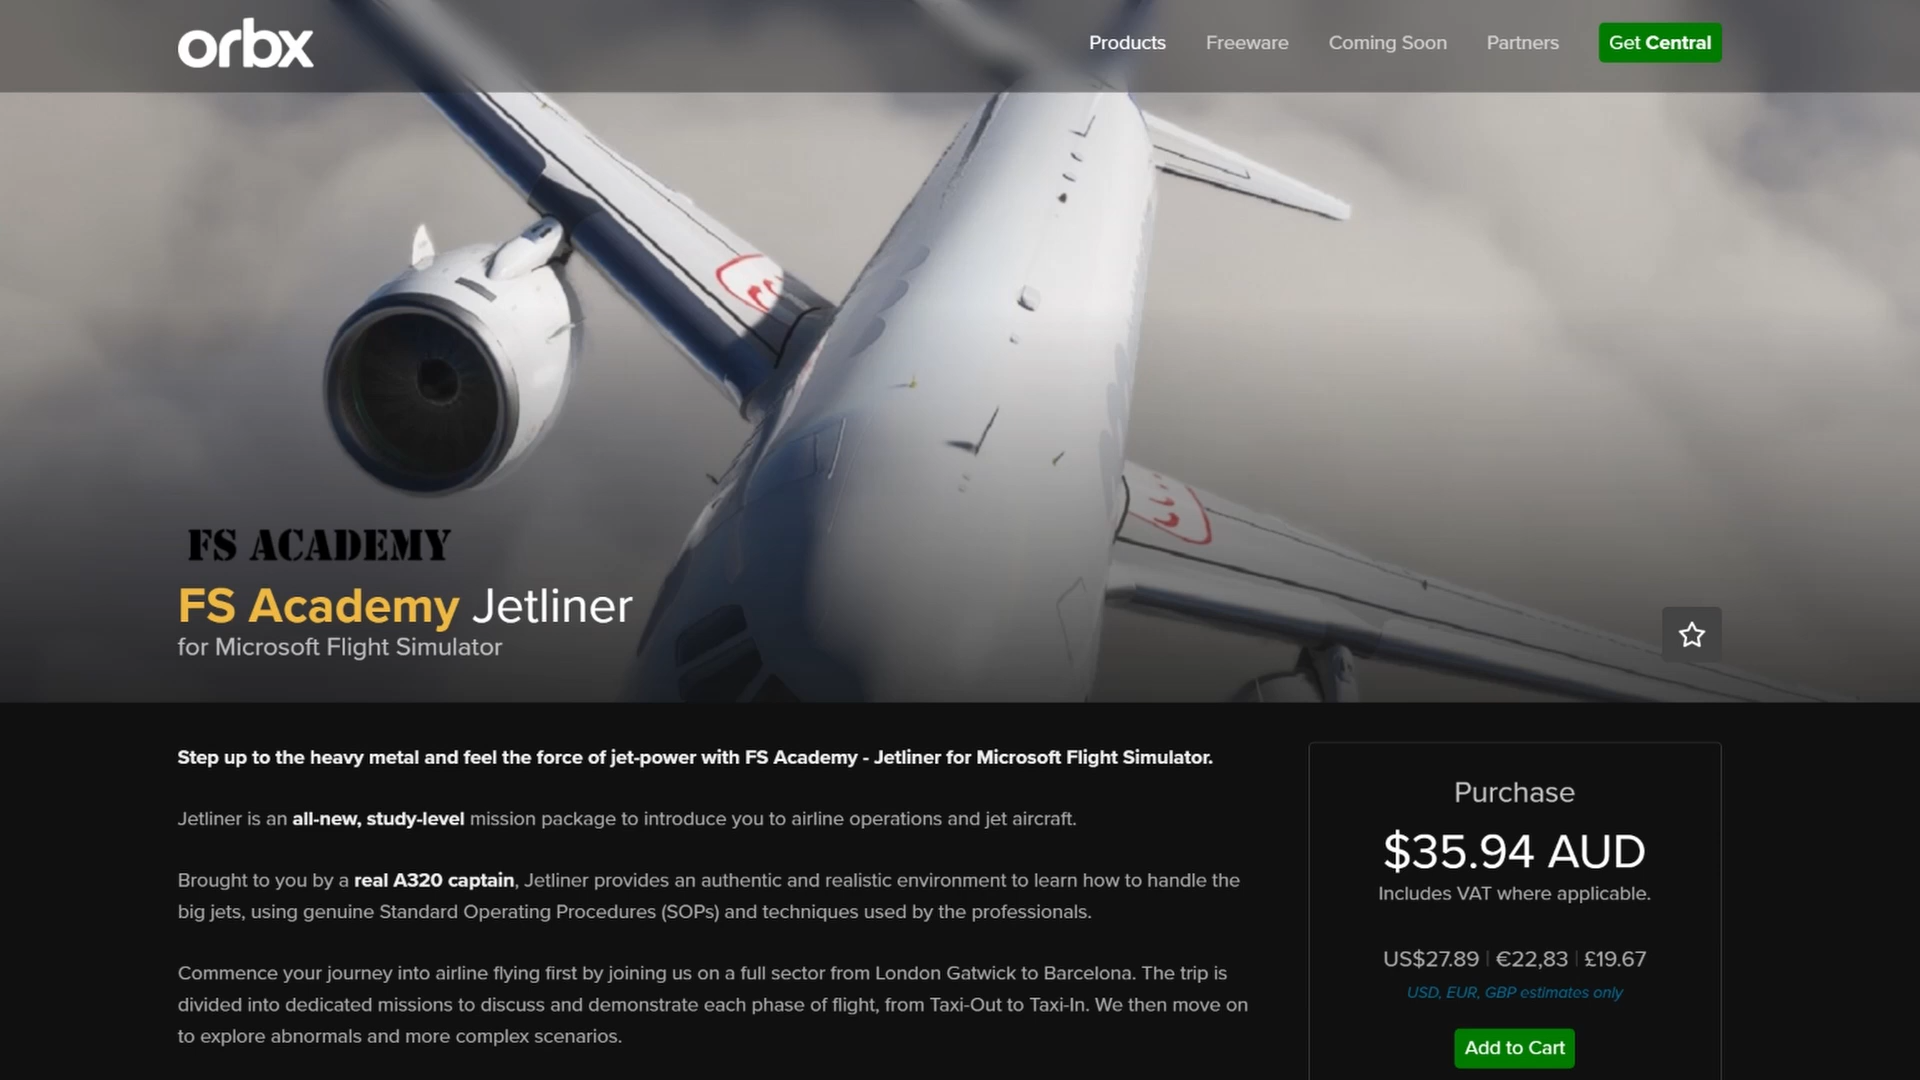 orbx
Products
Freeware
Coming Soon
Partners
Get Central
FS ACADEMY
FS Academy Jetliner
for Microsoft Flight Simulator
Step up to the heavy metal and feel the force of jet-power with FS Academy - Jetliner for Microsoft Flight Simulator.
Jetliner is an all-new, study-level mission package to introduce you to airline operations and jet aircraft.
Brought to you by a real A320 captain, Jetliner provides an authentic and realistic environment to learn how to handle the
big jets, using genuine Standard Operating Procedures (SOPs) and techniques used by the professionals.
Commence your journey into airline flying first by joining us on a full sector from London Gatwick to Barcelona. The trip is
divided into dedicated missions to discuss and demonstrate each phase of flight, from Taxi-Out to Taxi-In. We then move on
to explore abnormals and more complex scenarios.
Purchase
$35.94 AUD
Includes VAT where applicable.
US$27.89 | €22,83 | £19.67
USD, EUR, GBP estimates only
Add to Cart